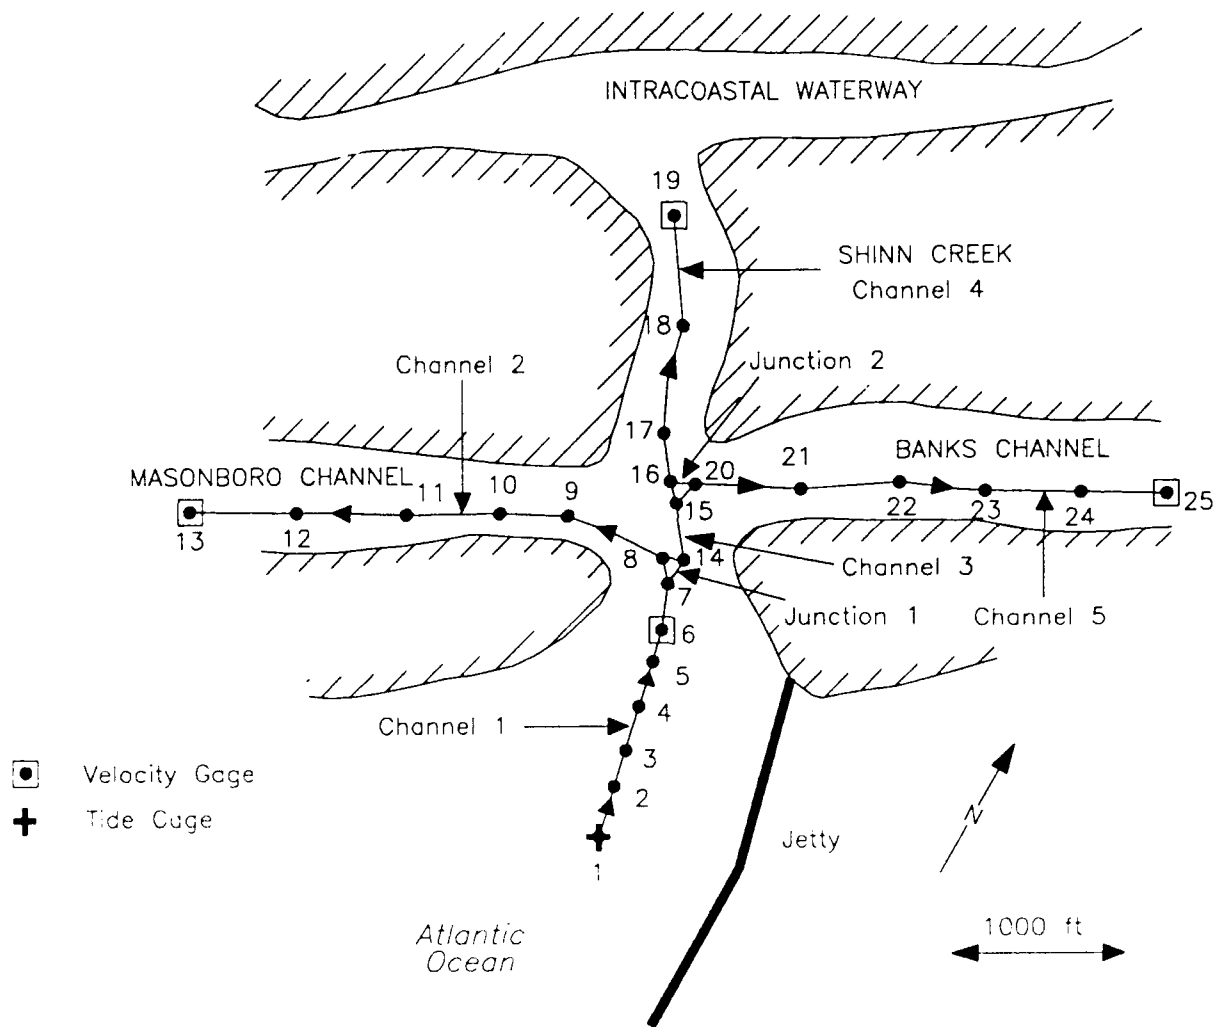 INTRACOASTAL WATERWAY
19
SHINN CREEK
Channel 4
18
Junction 2
Channel 2
17
BANKS CHANNEL
MASONBORO CHANNEL
16
20
21
22
23
24
25
15
13
12
11
10
9
8
14
Channel 3
7
Junction 1
Channel 5
6
5
4
Channel 1
3
2
1
Velocity Gage
Tide Gage
N
Jetty
1000 ft
Atlantic
Ocean